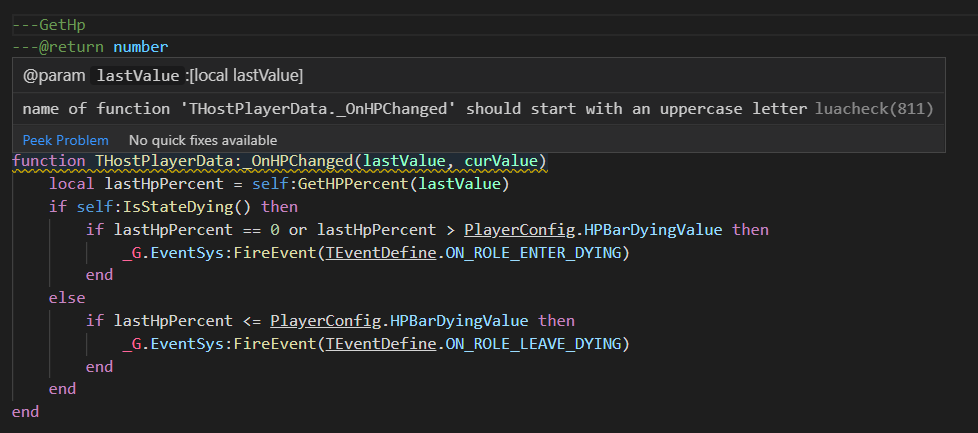 ---GetHp
---@return number
@param lastValue:[local lastValue]
name of function 'THostPlayerData._OnHPChanged' should start with an uppercase letter luacheck(811)
Peek Problem No quick fixes available
function THostPlayerData:_OnHPChanged(lastValue, curValue)
    local lastHpPercent = self:GetHPPercent(lastValue)
    if self:IsStateDying() then
        if lastHpPercent == 0 or lastHpPercent > PlayerConfig.HPBarDyingValue then
            _G.EventSys:FireEvent(TEventDefine.ON_ROLE_ENTER_DYING)
        end
    else
        if lastHpPercent <= PlayerConfig.HPBarDyingValue then
            _G.EventSys:FireEvent(TEventDefine.ON_ROLE_LEAVE_DYING)
        end
    end
end